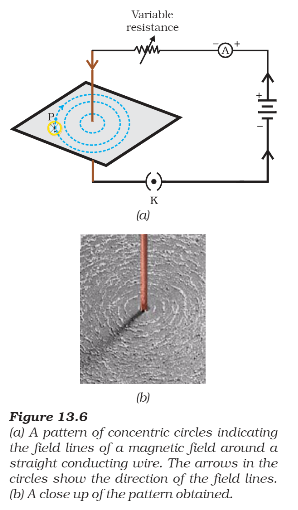 Variable
resistance
− A +
P
+
−
K
(a)
(b)
Figure 13.6
(a) A pattern of concentric circles indicating
the field lines of a magnetic field around a
straight conducting wire. The arrows in the
circles show the direction of the field lines.
(b) A close up of the pattern obtained.